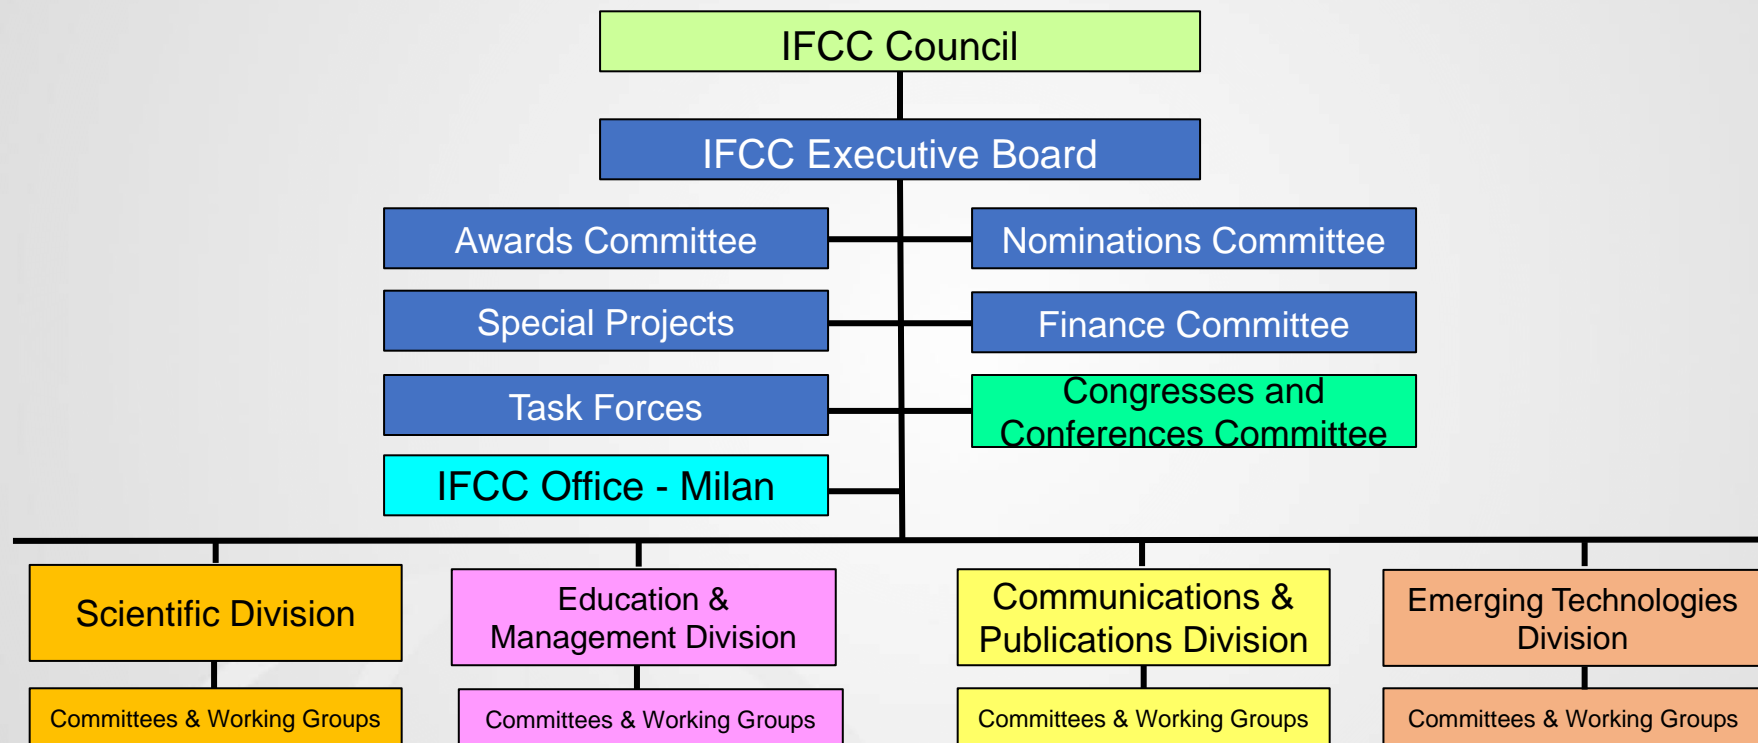 IFCC Council
IFCC Executive Board
Awards Committee
Nominations Committee
Special Projects
Finance Committee
Task Forces
Congresses and
Conferences Committee
IFCC Office - Milan
Scientific Division
Education &
Management Division
Communications &
Publications Division
Emerging Technologies
Division
Committees & Working Groups
Committees & Working Groups
Committees & Working Groups
Committees & Working Groups